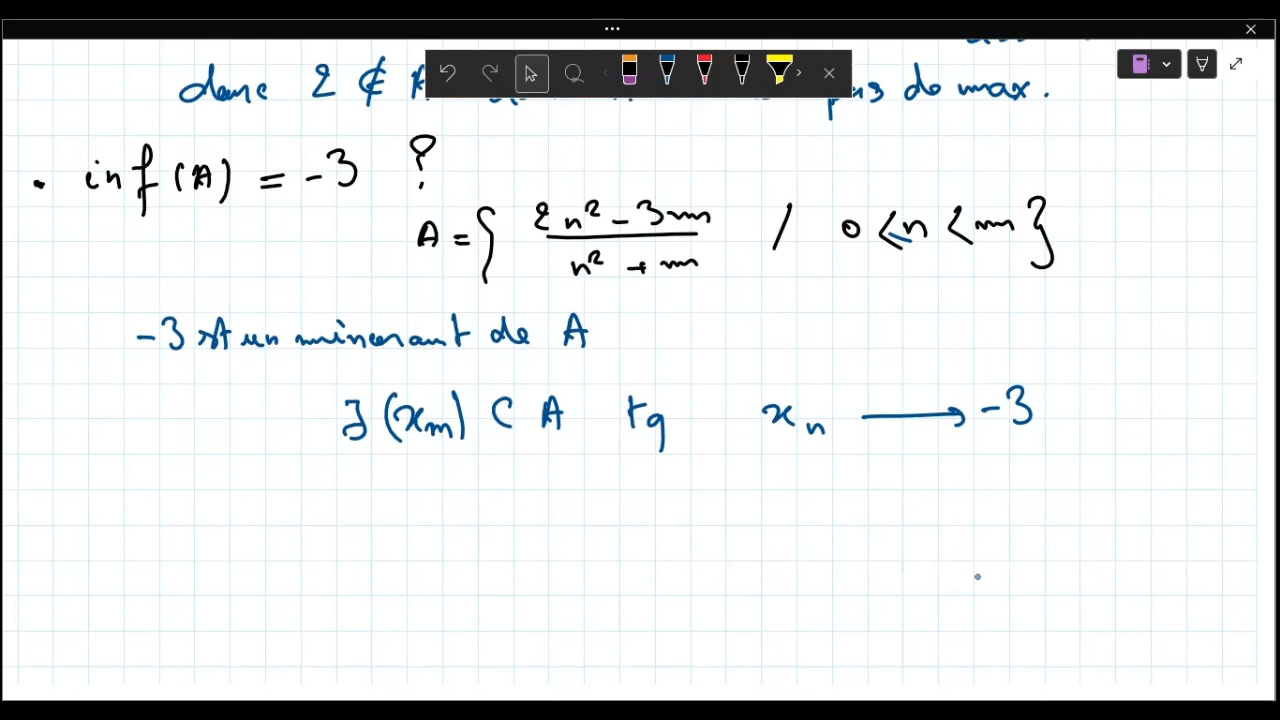 donc 2 ∉ A pas de max.
. inf(A) = -3 ?
A = { 2n² - 3m / n² + m / 0 < n < m }
-3 est un minorant de A
∃ (xₘ) ⊂ A tq xₙ → -3